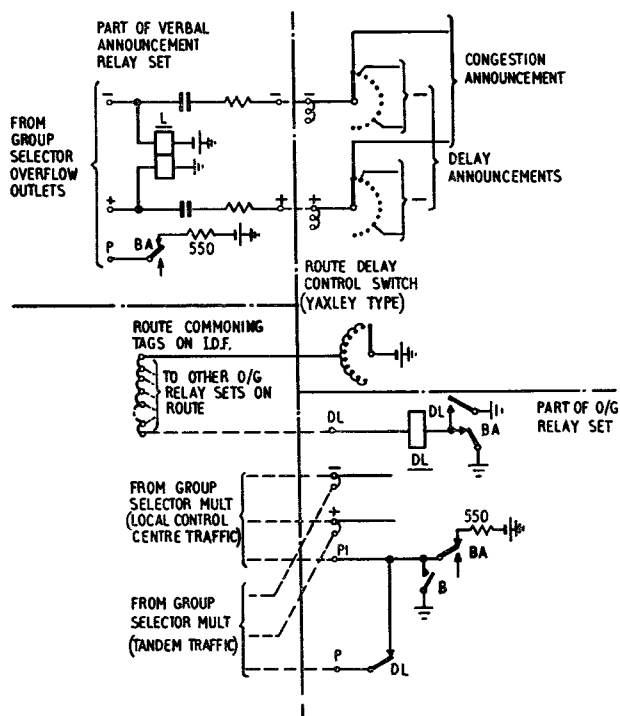 PART OF VERBAL
ANNOUNCEMENT
RELAY SET
CONGESTION
ANNOUNCEMENT
FROM
GROUP
SELECTOR
OVERFLOW
OUTLETS
−
−
−
L
+
+
+
−
−
DELAY
ANNOUNCEMENTS
P
BA
550
ROUTE DELAY
CONTROL SWITCH
(YAXLEY TYPE)
ROUTE COMMONING
TAGS ON I.D.F.
TO OTHER O/G
RELAY SETS ON
ROUTE
PART OF O/G
RELAY SET
DL
DL
DL
BA
FROM GROUP
SELECTOR MULT
(LOCAL CONTROL
CENTRE TRAFFIC)
−
+
P1
550
BA
B
FROM GROUP
SELECTOR MULT
(TANDEM TRAFFIC)
P
DL